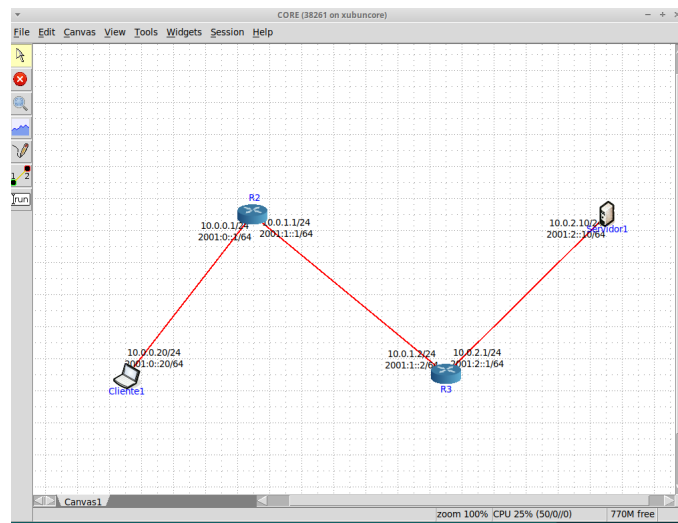 CORE (38261 on xubuncore)
File Edit Canvas View Tools Widgets Session Help
1 2
run
R2
10.0.0.1/24
2001:0::1/64
0.0.1.1/24
2001:1::1/64
10.0.2.10/24
2001:2::10/64
Servidor1
10.0.0.20/24
2001:0::20/64
Cliente1
10.0.1.2/24
2001:1::2/64
10.0.2.1/24
2001:2::1/64
R3
Canvas1
zoom 100% CPU 25% (50/0//0) 770M free